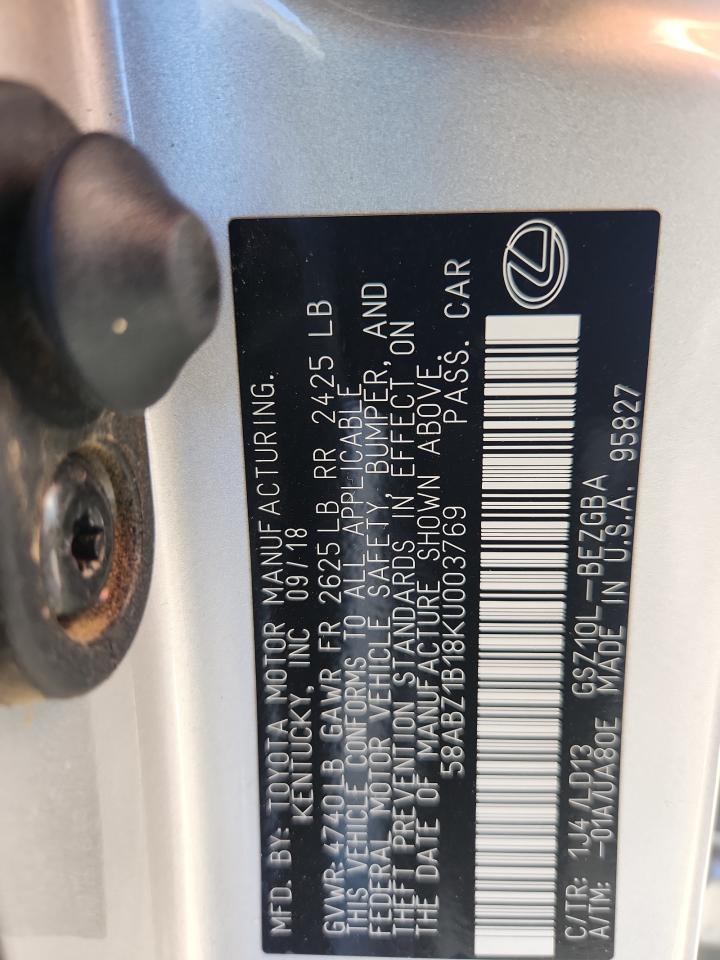 MFD. BY: TOYOTA MOTOR MANUFACTURING.
KENTUCKY, INC 09/18
GVWR:4740LB GAWR FR 2625LB RR 2425 LB
THIS VEHICLE CONFORMS TO ALL APPLICABLE
FEDERAL MOTOR VEHICLE SAFETY, BUMPER, AND
THEFT PREVENTION STANDARDS IN EFFECT ON
THE DATE OF MANUFACTURE SHOWN ABOVE.
58ABZ1B18KU003769 PASS. CAR
C/TR: 1J4 /LD13 GSZ10L-BEZGBA
A/TM: -01A/UA80E MADE IN U.S.A. 95827